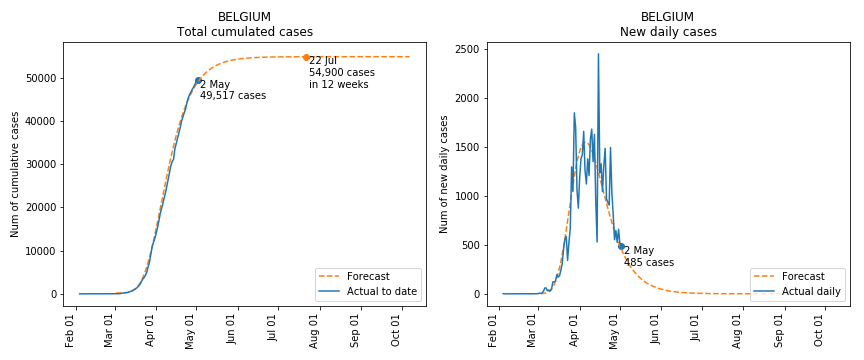 BELGIUM
Total cumulated cases
Num of cumulative cases
50000
40000
30000
20000
10000
0
22 Jul
54,900 cases
in 12 weeks
2 May
49,517 cases
Forecast
Actual to date
Feb 01
Mar 01
Apr 01
May 01
Jun 01
Jul 01
Aug 01
Sep 01
Oct 01
BELGIUM
New daily cases
Num of new daily cases
2500
2000
1500
1000
500
0
2 May
485 cases
Forecast
Actual daily
Feb 01
Mar 01
Apr 01
May 01
Jun 01
Jul 01
Aug 01
Sep 01
Oct 01